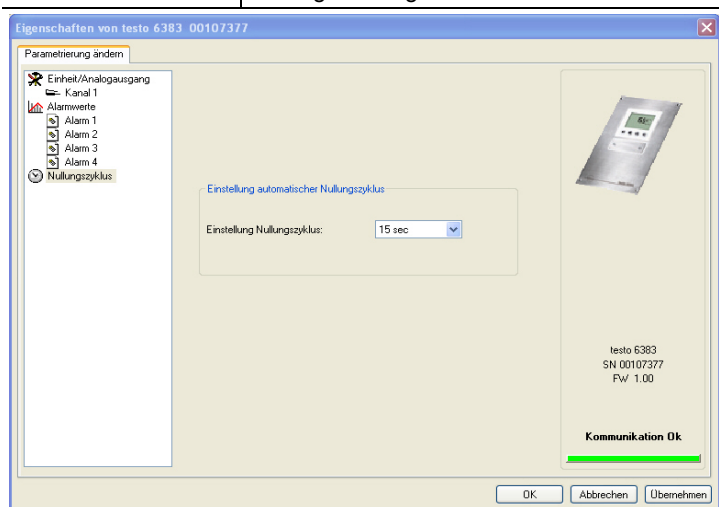 Eigenschaften von testo 6383 00107377
Parametrierung ändern
Einheit/Analogausgang
Kanal 1
Alarmwerte
Alarm 1
Alarm 2
Alarm 3
Alarm 4
Nullungszyklus
Einstellung automatischer Nullungszyklus
Einstellung Nullungszyklus: 15 sec
testo 6383
SN 00107377
FW 1.00
Kommunikation Ok
OK Abbrechen Übernehmen